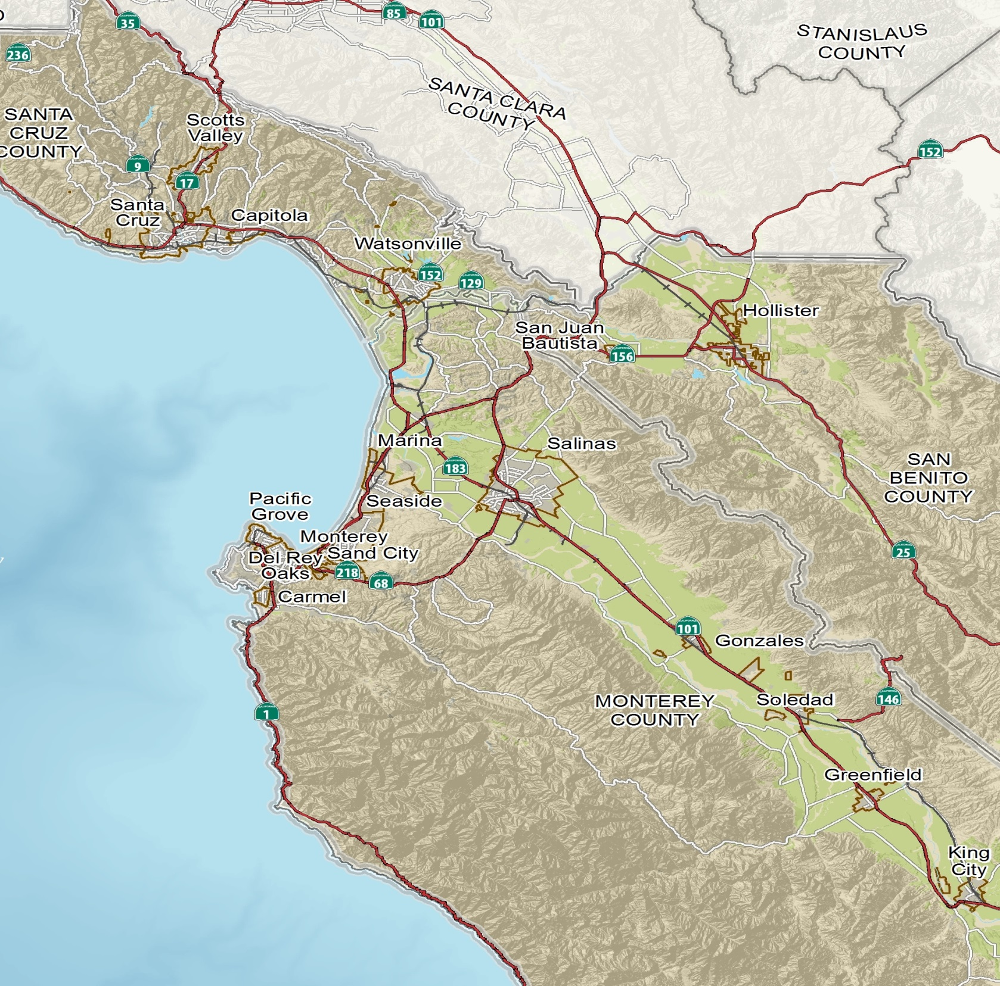 35
85
101
STANISLAUS
COUNTY
236
SANTA CLARA
COUNTY
SANTA
CRUZ
COUNTY
Scotts
Valley
152
9
17
Santa
Cruz
Capitola
Watsonville
152
129
Hollister
San Juan
Bautista
156
Marina
Salinas
183
SAN
BENITO
COUNTY
Pacific
Grove
Seaside
Monterey
Sand City
Del Rey
Oaks
218
68
25
Carmel
101
Gonzales
MONTEREY
COUNTY
Soledad
146
1
Greenfield
King
City